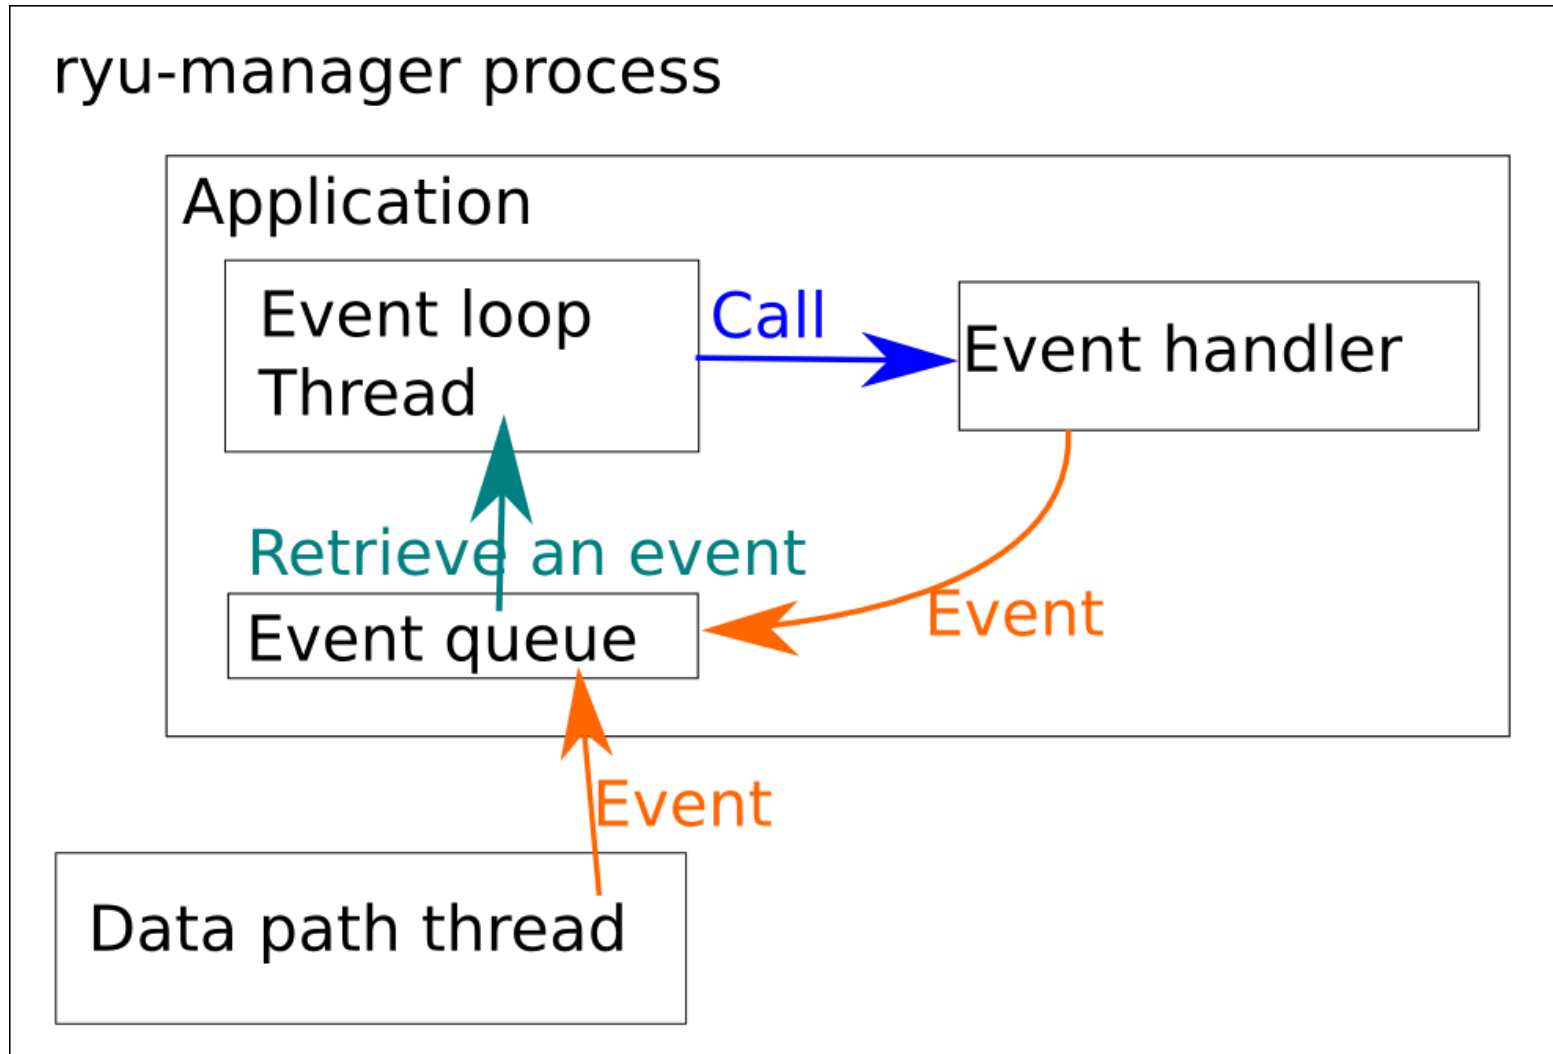 ryu-manager process
Application
Event loop
Thread
Call
Event handler
Retrieve an event
Event queue
Event
Event
Data path thread